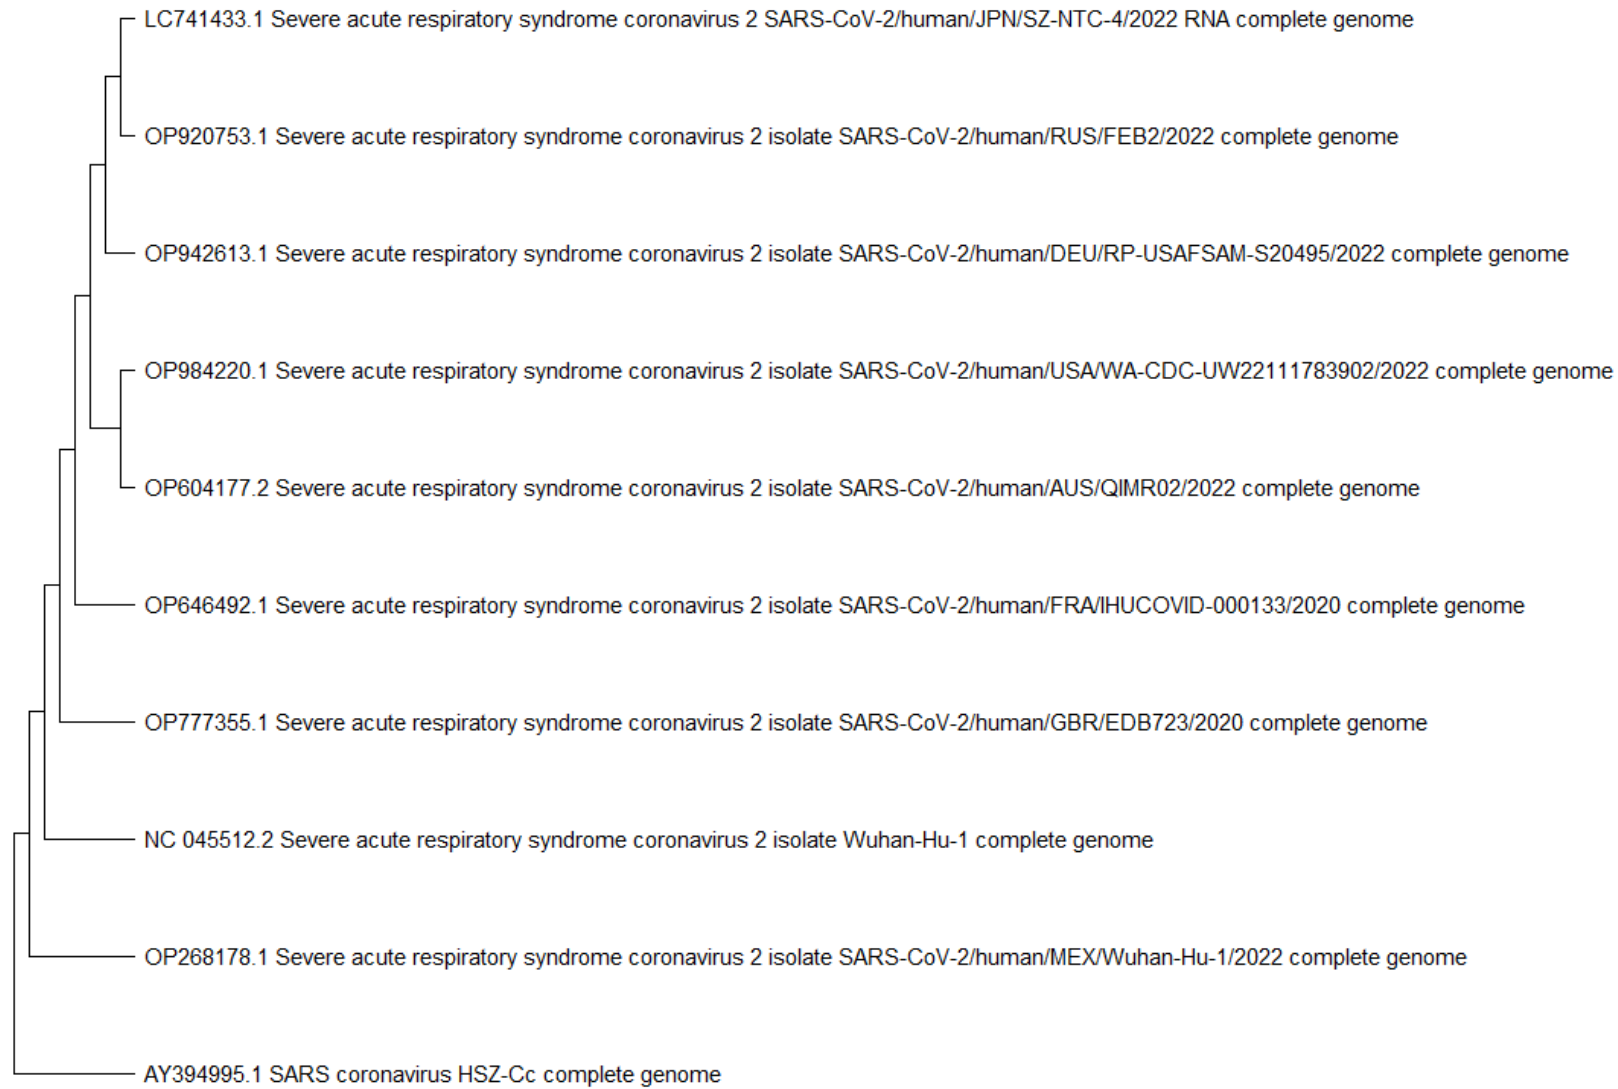 LC741433.1 Severe acute respiratory syndrome coronavirus 2 SARS-CoV-2/human/JPN/SZ-NTC-4/2022 RNA complete genome
OP920753.1 Severe acute respiratory syndrome coronavirus 2 isolate SARS-CoV-2/human/RUS/FEB2/2022 complete genome
OP942613.1 Severe acute respiratory syndrome coronavirus 2 isolate SARS-CoV-2/human/DEU/RP-USAFSAM-S20495/2022 complete genome
OP984220.1 Severe acute respiratory syndrome coronavirus 2 isolate SARS-CoV-2/human/USA/WA-CDC-UW22111783902/2022 complete genome
OP604177.2 Severe acute respiratory syndrome coronavirus 2 isolate SARS-CoV-2/human/AUS/QIMR02/2022 complete genome
OP646492.1 Severe acute respiratory syndrome coronavirus 2 isolate SARS-CoV-2/human/FRA/IHUCOVID-000133/2020 complete genome
OP777355.1 Severe acute respiratory syndrome coronavirus 2 isolate SARS-CoV-2/human/GBR/EDB723/2020 complete genome
NC 045512.2 Severe acute respiratory syndrome coronavirus 2 isolate Wuhan-Hu-1 complete genome
OP268178.1 Severe acute respiratory syndrome coronavirus 2 isolate SARS-CoV-2/human/MEX/Wuhan-Hu-1/2022 complete genome
AY394995.1 SARS coronavirus HSZ-Cc complete genome